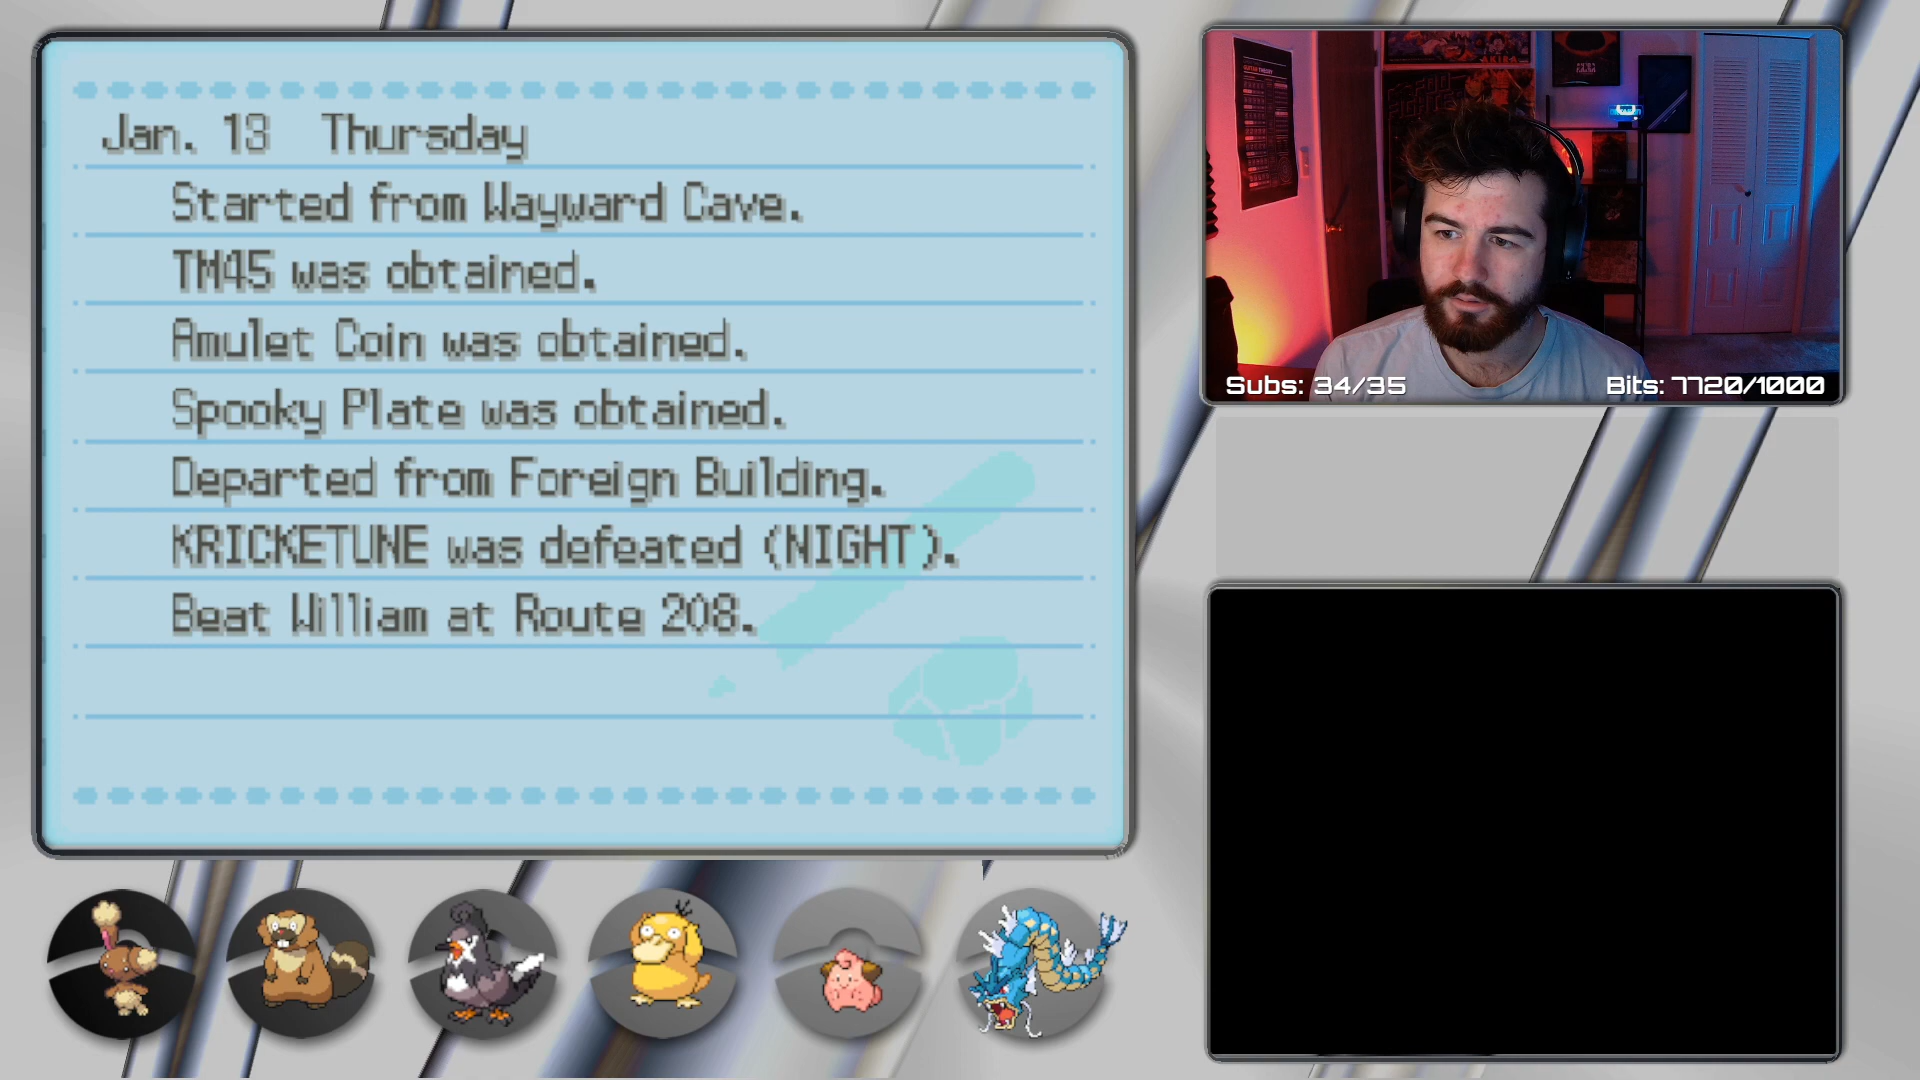 Jan. 13 Thursday
Started from Wayward Cave.
TM45 was obtained.
Amulet Coin was obtained.
Spooky Plate was obtained.
Departed from Foreign Building.
KRICKETUNE was defeated (NIGHT).
Beat William at Route 208.
AKIRA
Subs: 34/35
Bits: 7720/1000